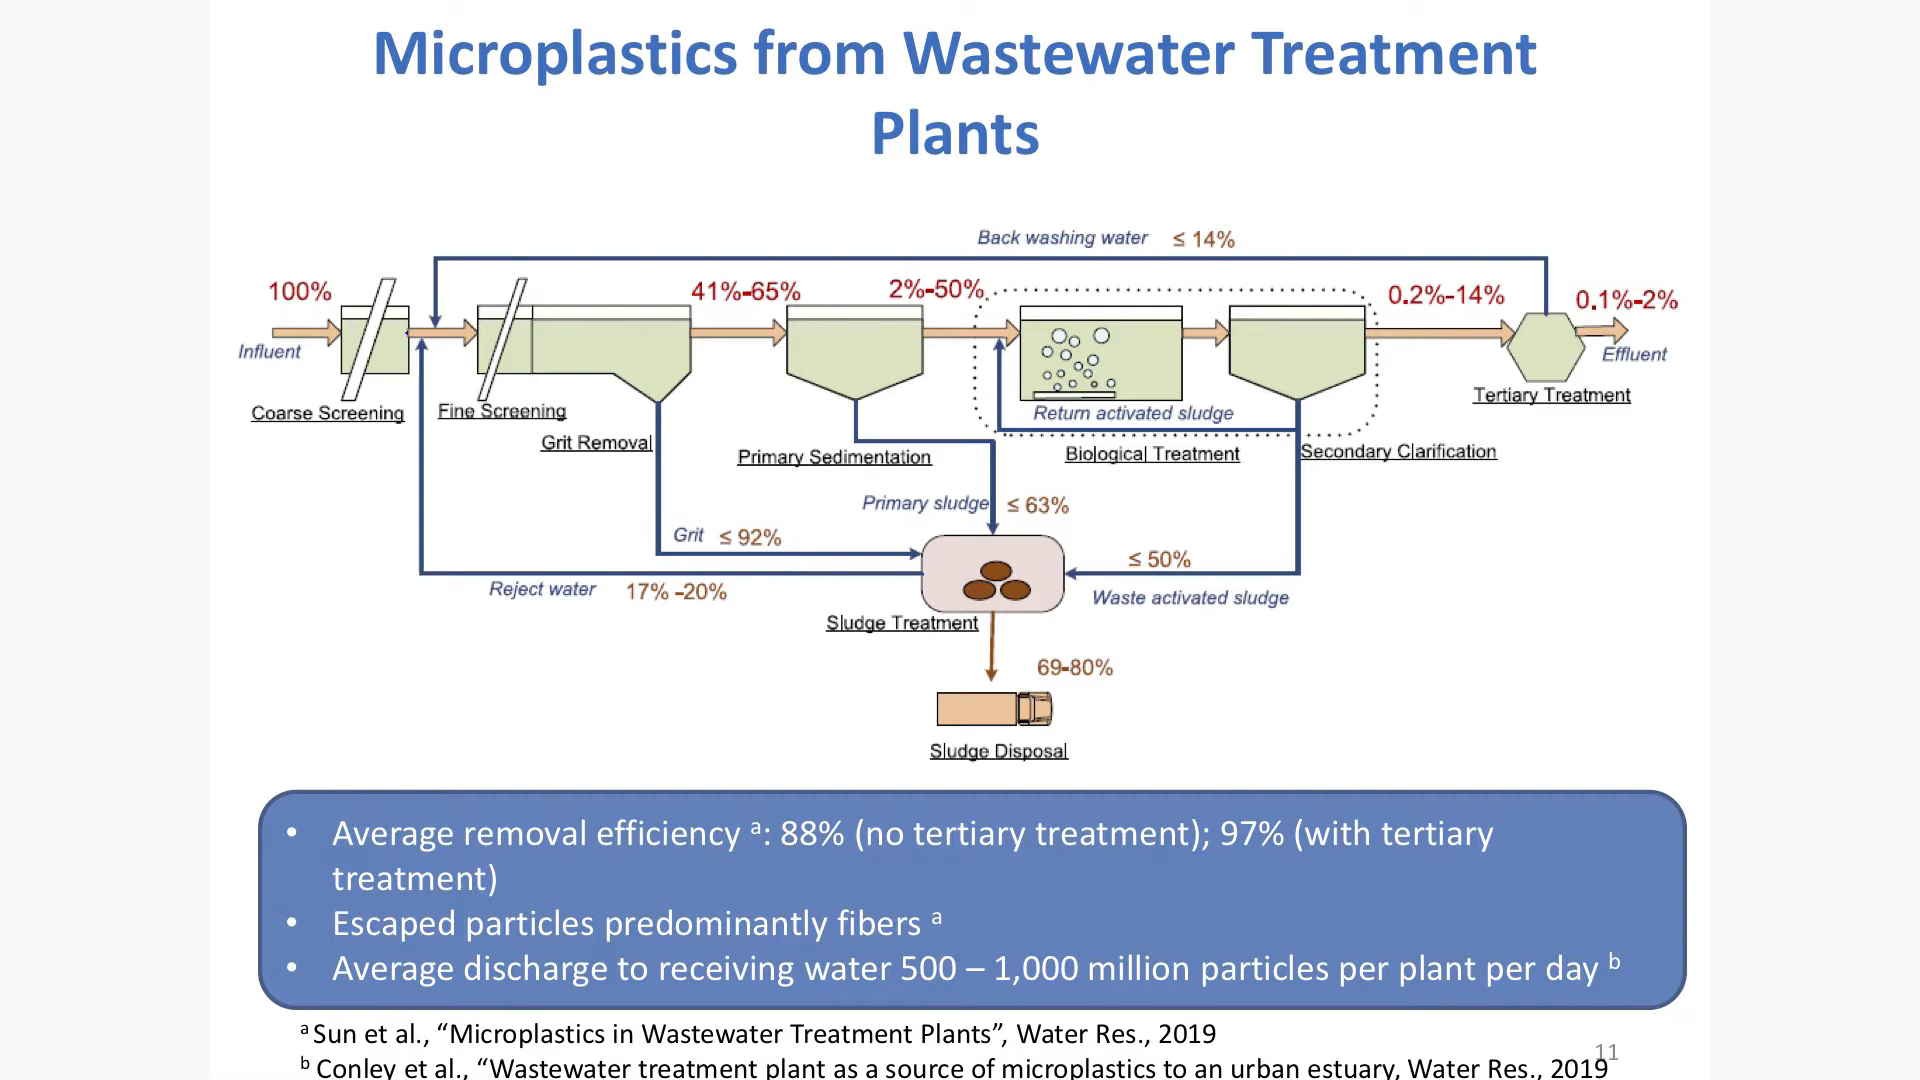 Microplastics from Wastewater Treatment
Plants
Back washing water ≤ 14%
100%
41%-65%
2%-50%
0.2%-14%
0.1%-2%
Influent
Effluent
Coarse Screening
Fine Screening
Grit Removal
Primary Sedimentation
Return activated sludge
Biological Treatment
Secondary Clarification
Tertiary Treatment
Primary sludge ≤ 63%
Grit ≤ 92%
≤ 50%
Waste activated sludge
Reject water 17% -20%
Sludge Treatment
69-80%
Sludge Disposal
• Average removal efficiency ᵃ: 88% (no tertiary treatment); 97% (with tertiary
treatment)
• Escaped particles predominantly fibers ᵃ
• Average discharge to receiving water 500 – 1,000 million particles per plant per day ᵇ
ᵃ Sun et al., “Microplastics in Wastewater Treatment Plants”, Water Res., 2019
ᵇ Conley et al., “Wastewater treatment plant as a source of microplastics to an urban estuary, Water Res., 2019
11